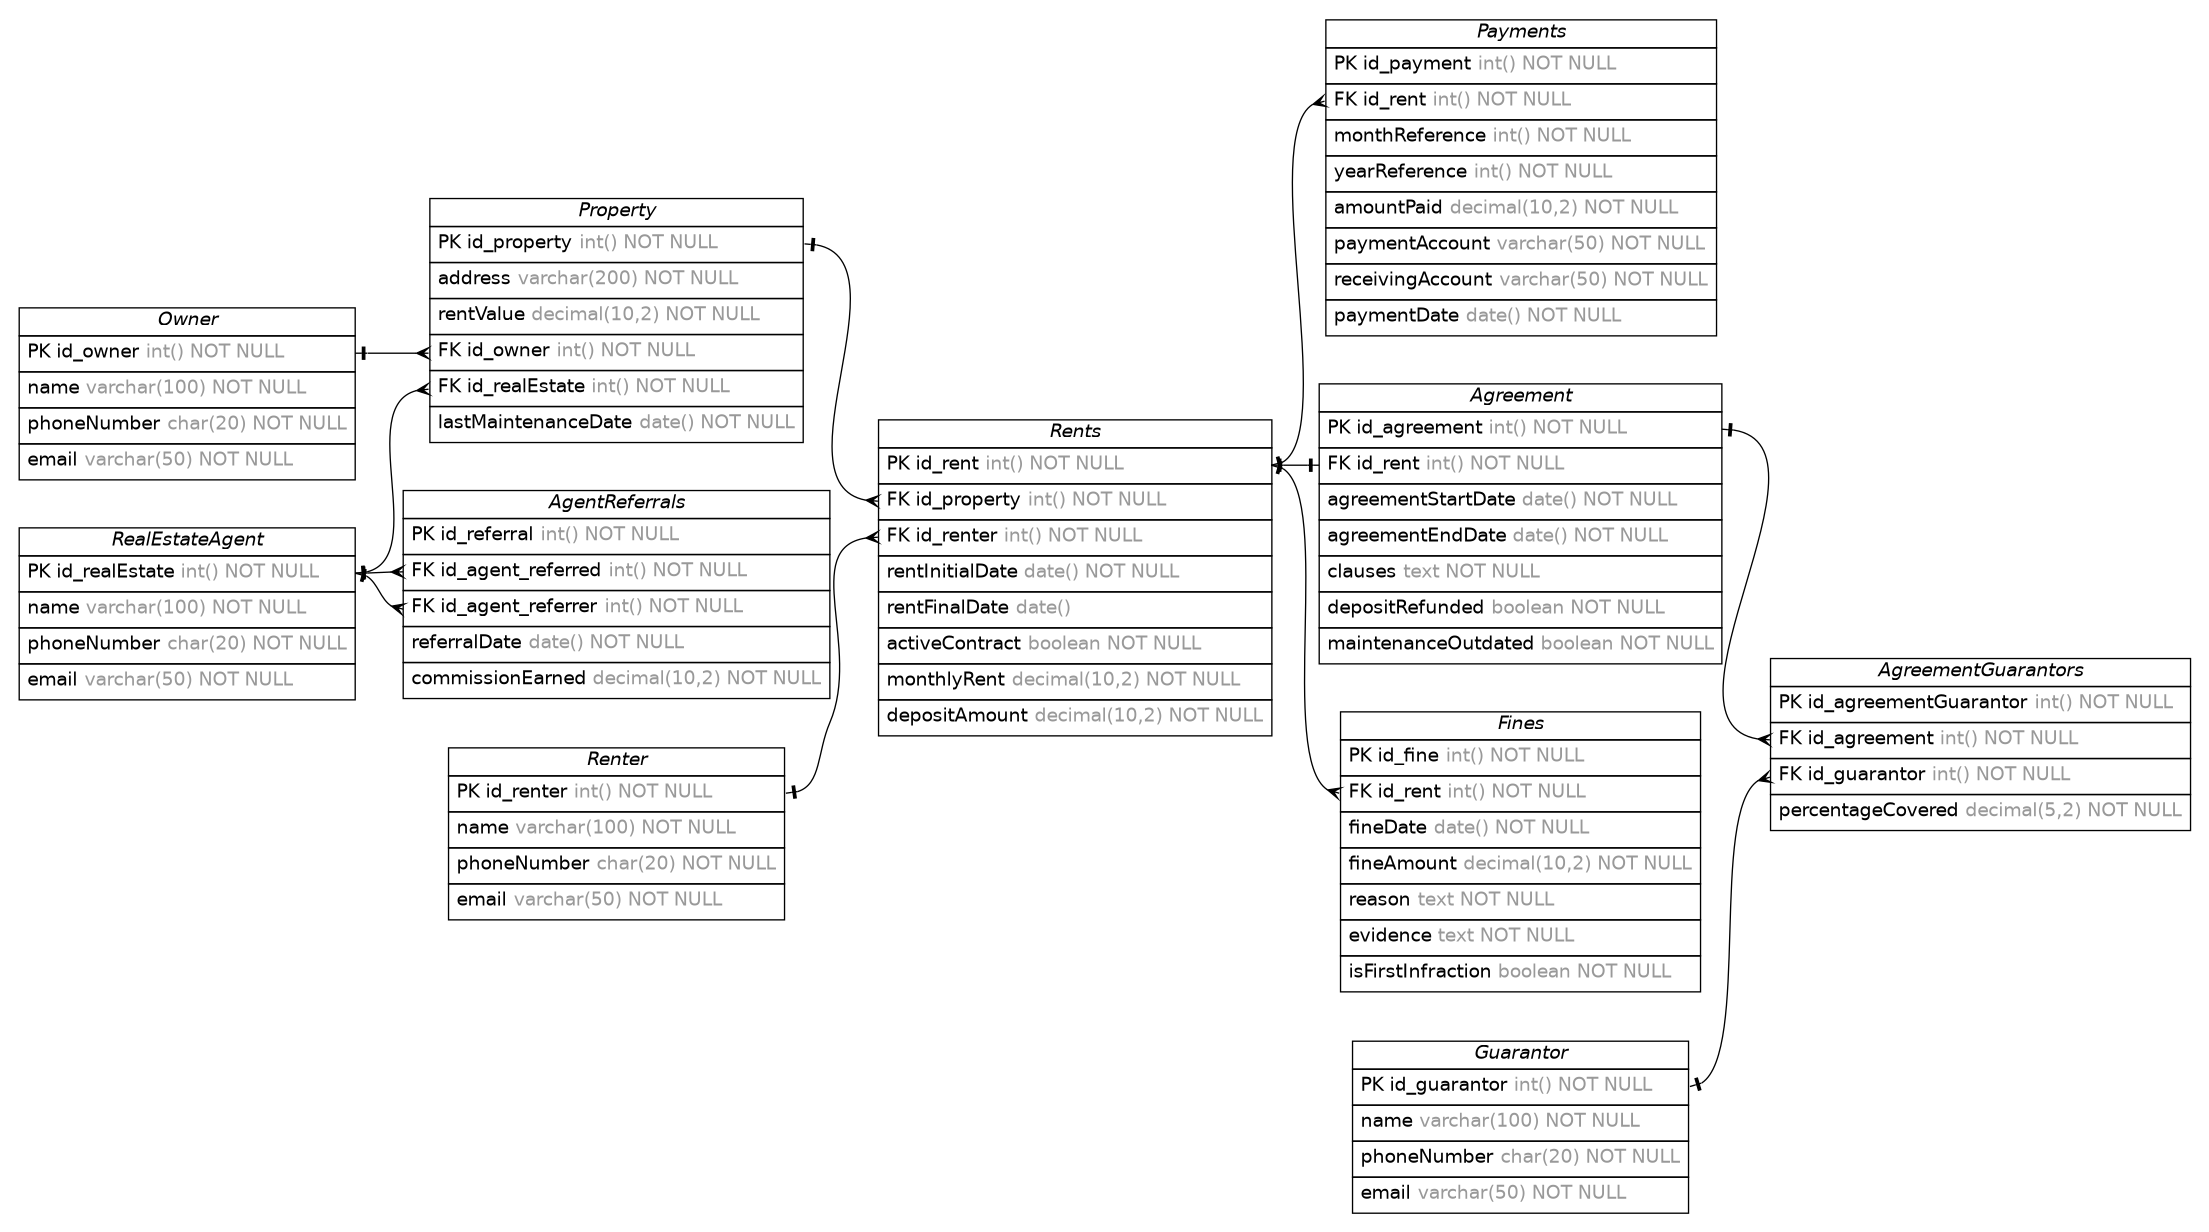 Owner
PK id_owner int() NOT NULL
name varchar(100) NOT NULL
phoneNumber char(20) NOT NULL
email varchar(50) NOT NULL
RealEstateAgent
PK id_realEstate int() NOT NULL
name varchar(100) NOT NULL
phoneNumber char(20) NOT NULL
email varchar(50) NOT NULL
Property
PK id_property int() NOT NULL
address varchar(200) NOT NULL
rentValue decimal(10,2) NOT NULL
FK id_owner int() NOT NULL
FK id_realEstate int() NOT NULL
lastMaintenanceDate date() NOT NULL
AgentReferrals
PK id_referral int() NOT NULL
FK id_agent_referred int() NOT NULL
FK id_agent_referrer int() NOT NULL
referralDate date() NOT NULL
commissionEarned decimal(10,2) NOT NULL
Renter
PK id_renter int() NOT NULL
name varchar(100) NOT NULL
phoneNumber char(20) NOT NULL
email varchar(50) NOT NULL
Rents
PK id_rent int() NOT NULL
FK id_property int() NOT NULL
FK id_renter int() NOT NULL
rentInitialDate date() NOT NULL
rentFinalDate date()
activeContract boolean NOT NULL
monthlyRent decimal(10,2) NOT NULL
depositAmount decimal(10,2) NOT NULL
Payments
PK id_payment int() NOT NULL
FK id_rent int() NOT NULL
monthReference int() NOT NULL
yearReference int() NOT NULL
amountPaid decimal(10,2) NOT NULL
paymentAccount varchar(50) NOT NULL
receivingAccount varchar(50) NOT NULL
paymentDate date() NOT NULL
Agreement
PK id_agreement int() NOT NULL
FK id_rent int() NOT NULL
agreementStartDate date() NOT NULL
agreementEndDate date() NOT NULL
clauses text NOT NULL
depositRefunded boolean NOT NULL
maintenanceOutdated boolean NOT NULL
Fines
PK id_fine int() NOT NULL
FK id_rent int() NOT NULL
fineDate date() NOT NULL
fineAmount decimal(10,2) NOT NULL
reason text NOT NULL
evidence text NOT NULL
isFirstInfraction boolean NOT NULL
Guarantor
PK id_guarantor int() NOT NULL
name varchar(100) NOT NULL
phoneNumber char(20) NOT NULL
email varchar(50) NOT NULL
AgreementGuarantors
PK id_agreementGuarantor int() NOT NULL
FK id_agreement int() NOT NULL
FK id_guarantor int() NOT NULL
percentageCovered decimal(5,2) NOT NULL